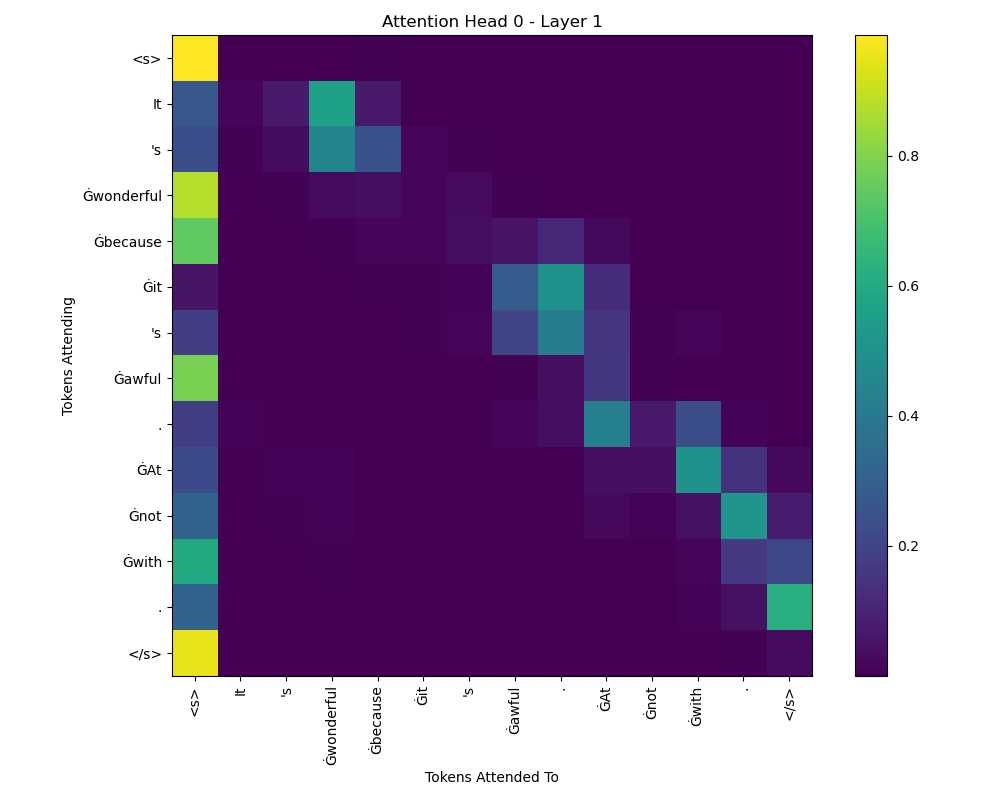 Attention Head 0 - Layer 1
<s>
It
's
Ġwonderful
Ġbecause
Ġit
's
Ġawful
.
ĠAt
Ġnot
Ġwith
.
</s>
Tokens Attending
<s>
It
's
Ġwonderful
Ġbecause
Ġit
's
Ġawful
.
ĠAt
Ġnot
Ġwith
.
</s>
Tokens Attended To
0.8
0.6
0.4
0.2